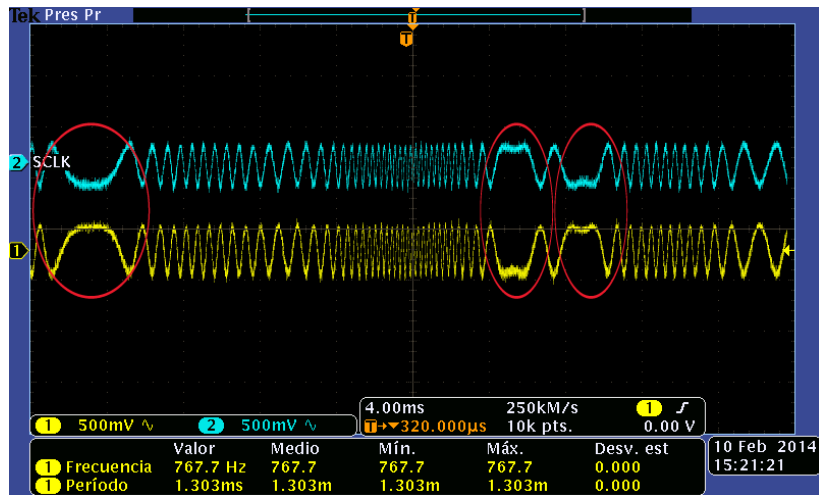 Tek Pres Pr
T
T
2 SCLK
1
1 500mV ∿ 2 500mV ∿
4.00ms 250kM/s 1 ʃ
T→▼320.000µs 10k pts. 0.00 V
Valor Medio Mín. Máx. Desv. est
1 Frecuencia 767.7 Hz 767.7 767.7 767.7 0.000
1 Período 1.303ms 1.303m 1.303m 1.303m 0.000
10 Feb 2014
15:21:21